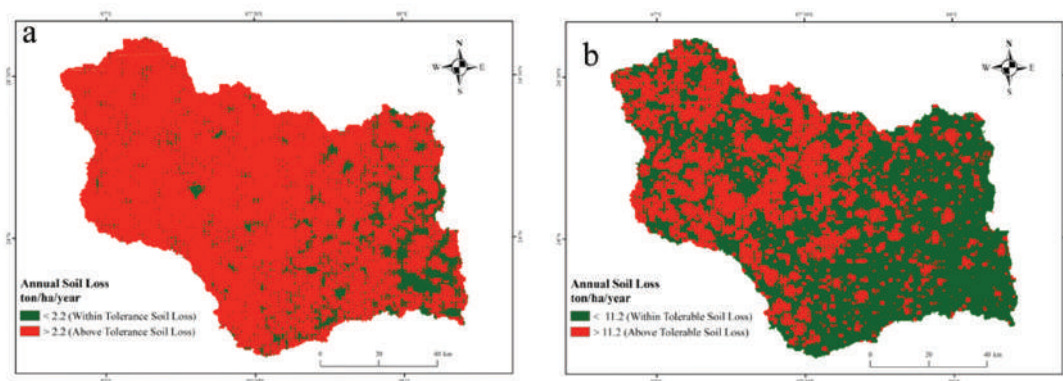 a
N
W E
S
Annual Soil Loss
ton/ha/year
< 2.2 (Within Tolerance Soil Loss)
> 2.2 (Above Tolerance Soil Loss)
0 20 40 km
b
N
W E
S
Annual Soil Loss
ton/ha/year
< 11.2 (Within Tolerable Soil Loss)
> 11.2 (Above Tolerable Soil Loss)
0 20 40 km